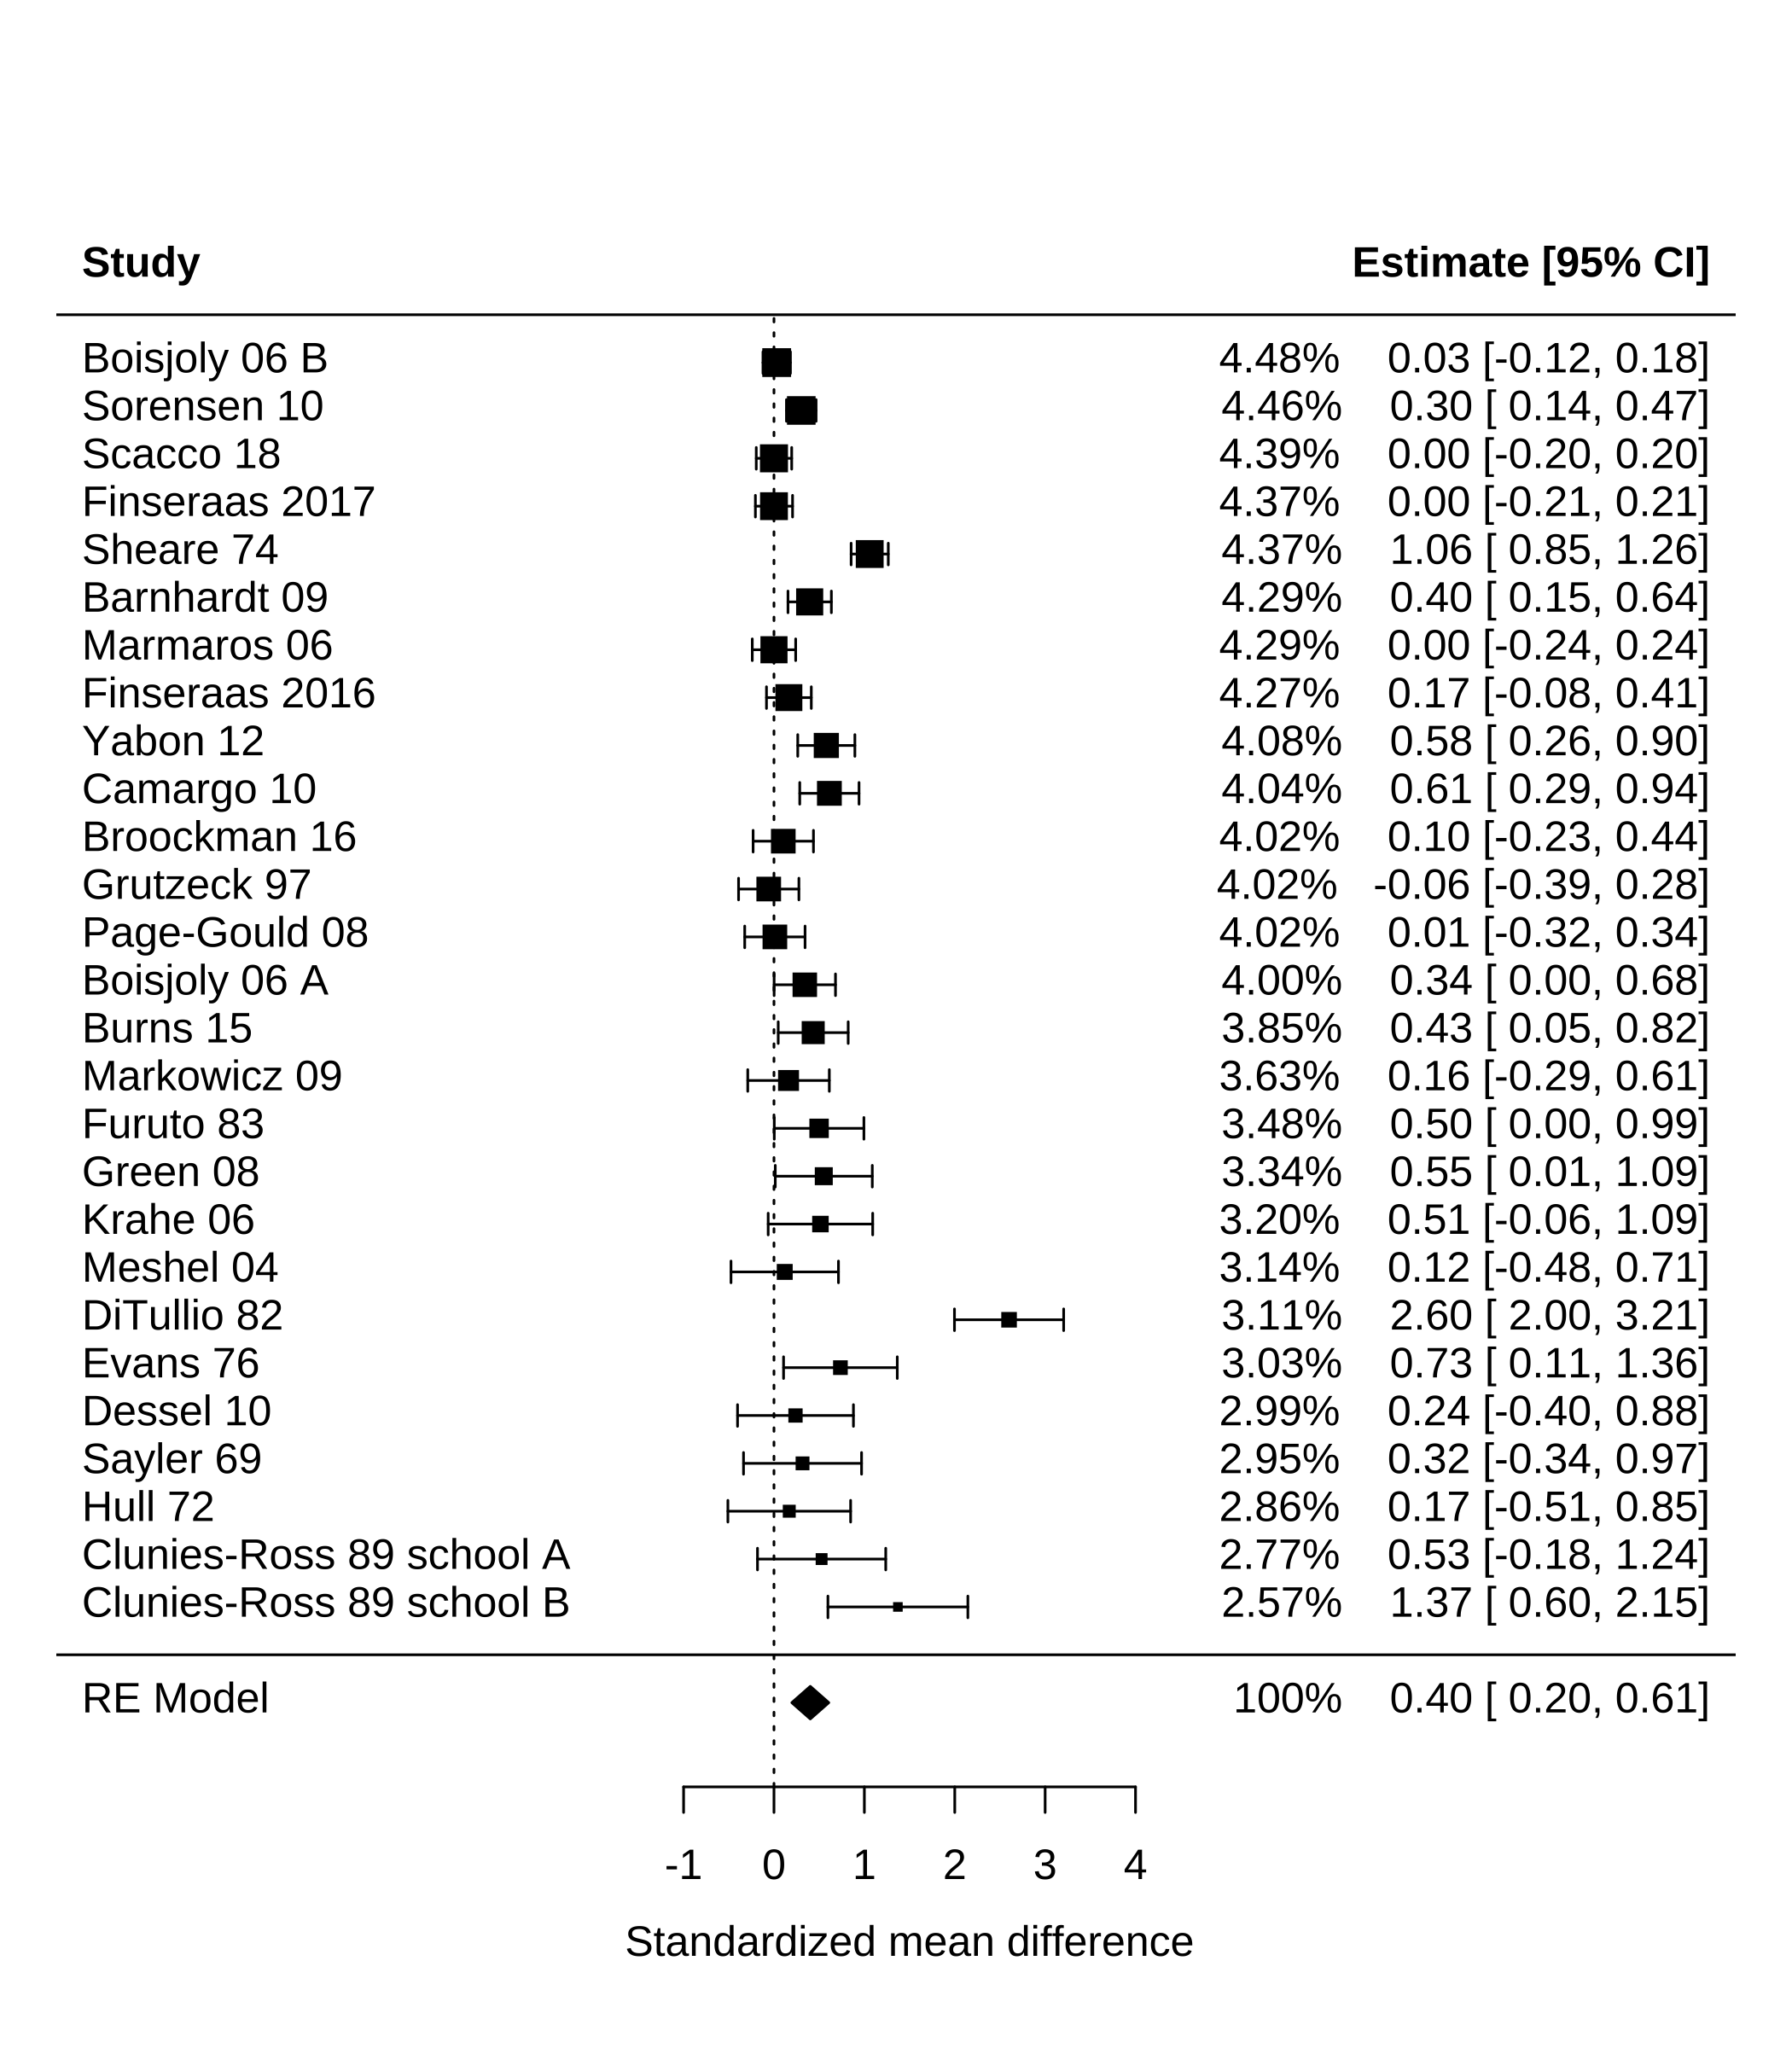 Study Estimate [95% CI]
Boisjoly 06 B 4.48% 0.03 [-0.12, 0.18]
Sorensen 10 4.46% 0.30 [ 0.14, 0.47]
Scacco 18 4.39% 0.00 [-0.20, 0.20]
Finseraas 2017 4.37% 0.00 [-0.21, 0.21]
Sheare 74 4.37% 1.06 [ 0.85, 1.26]
Barnhardt 09 4.29% 0.40 [ 0.15, 0.64]
Marmaros 06 4.29% 0.00 [-0.24, 0.24]
Finseraas 2016 4.27% 0.17 [-0.08, 0.41]
Yabon 12 4.08% 0.58 [ 0.26, 0.90]
Camargo 10 4.04% 0.61 [ 0.29, 0.94]
Broockman 16 4.02% 0.10 [-0.23, 0.44]
Grutzeck 97 4.02% -0.06 [-0.39, 0.28]
Page-Gould 08 4.02% 0.01 [-0.32, 0.34]
Boisjoly 06 A 4.00% 0.34 [ 0.00, 0.68]
Burns 15 3.85% 0.43 [ 0.05, 0.82]
Markowicz 09 3.63% 0.16 [-0.29, 0.61]
Furuto 83 3.48% 0.50 [ 0.00, 0.99]
Green 08 3.34% 0.55 [ 0.01, 1.09]
Krahe 06 3.20% 0.51 [-0.06, 1.09]
Meshel 04 3.14% 0.12 [-0.48, 0.71]
DiTullio 82 3.11% 2.60 [ 2.00, 3.21]
Evans 76 3.03% 0.73 [ 0.11, 1.36]
Dessel 10 2.99% 0.24 [-0.40, 0.88]
Sayler 69 2.95% 0.32 [-0.34, 0.97]
Hull 72 2.86% 0.17 [-0.51, 0.85]
Clunies-Ross 89 school A 2.77% 0.53 [-0.18, 1.24]
Clunies-Ross 89 school B 2.57% 1.37 [ 0.60, 2.15]
RE Model 100% 0.40 [ 0.20, 0.61]
-1 0 1 2 3 4
Standardized mean difference